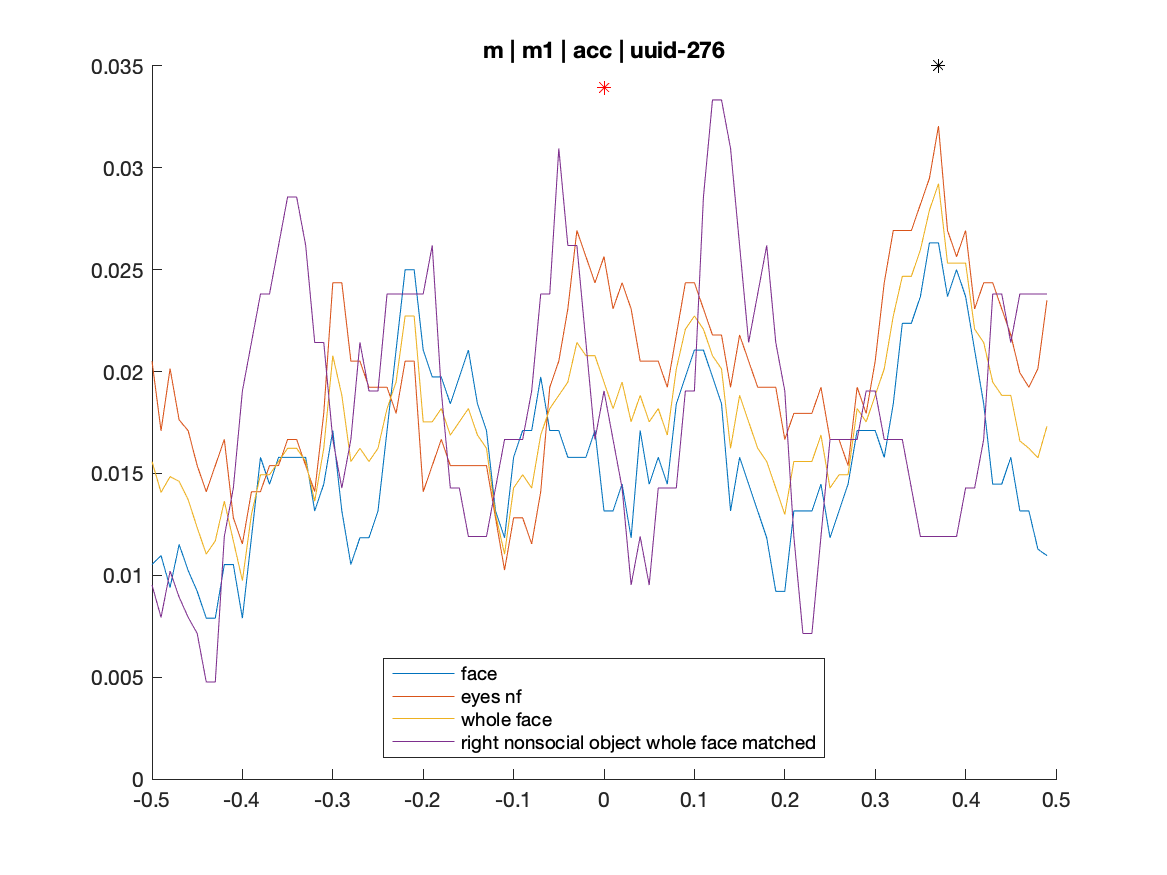 m | m1 | acc | uuid-276
0.035
0.03
0.025
0.02
0.015
0.01
0.005
0
face
eyes nf
whole face
right nonsocial object whole face matched
-0.5 -0.4 -0.3 -0.2 -0.1 0 0.1 0.2 0.3 0.4 0.5